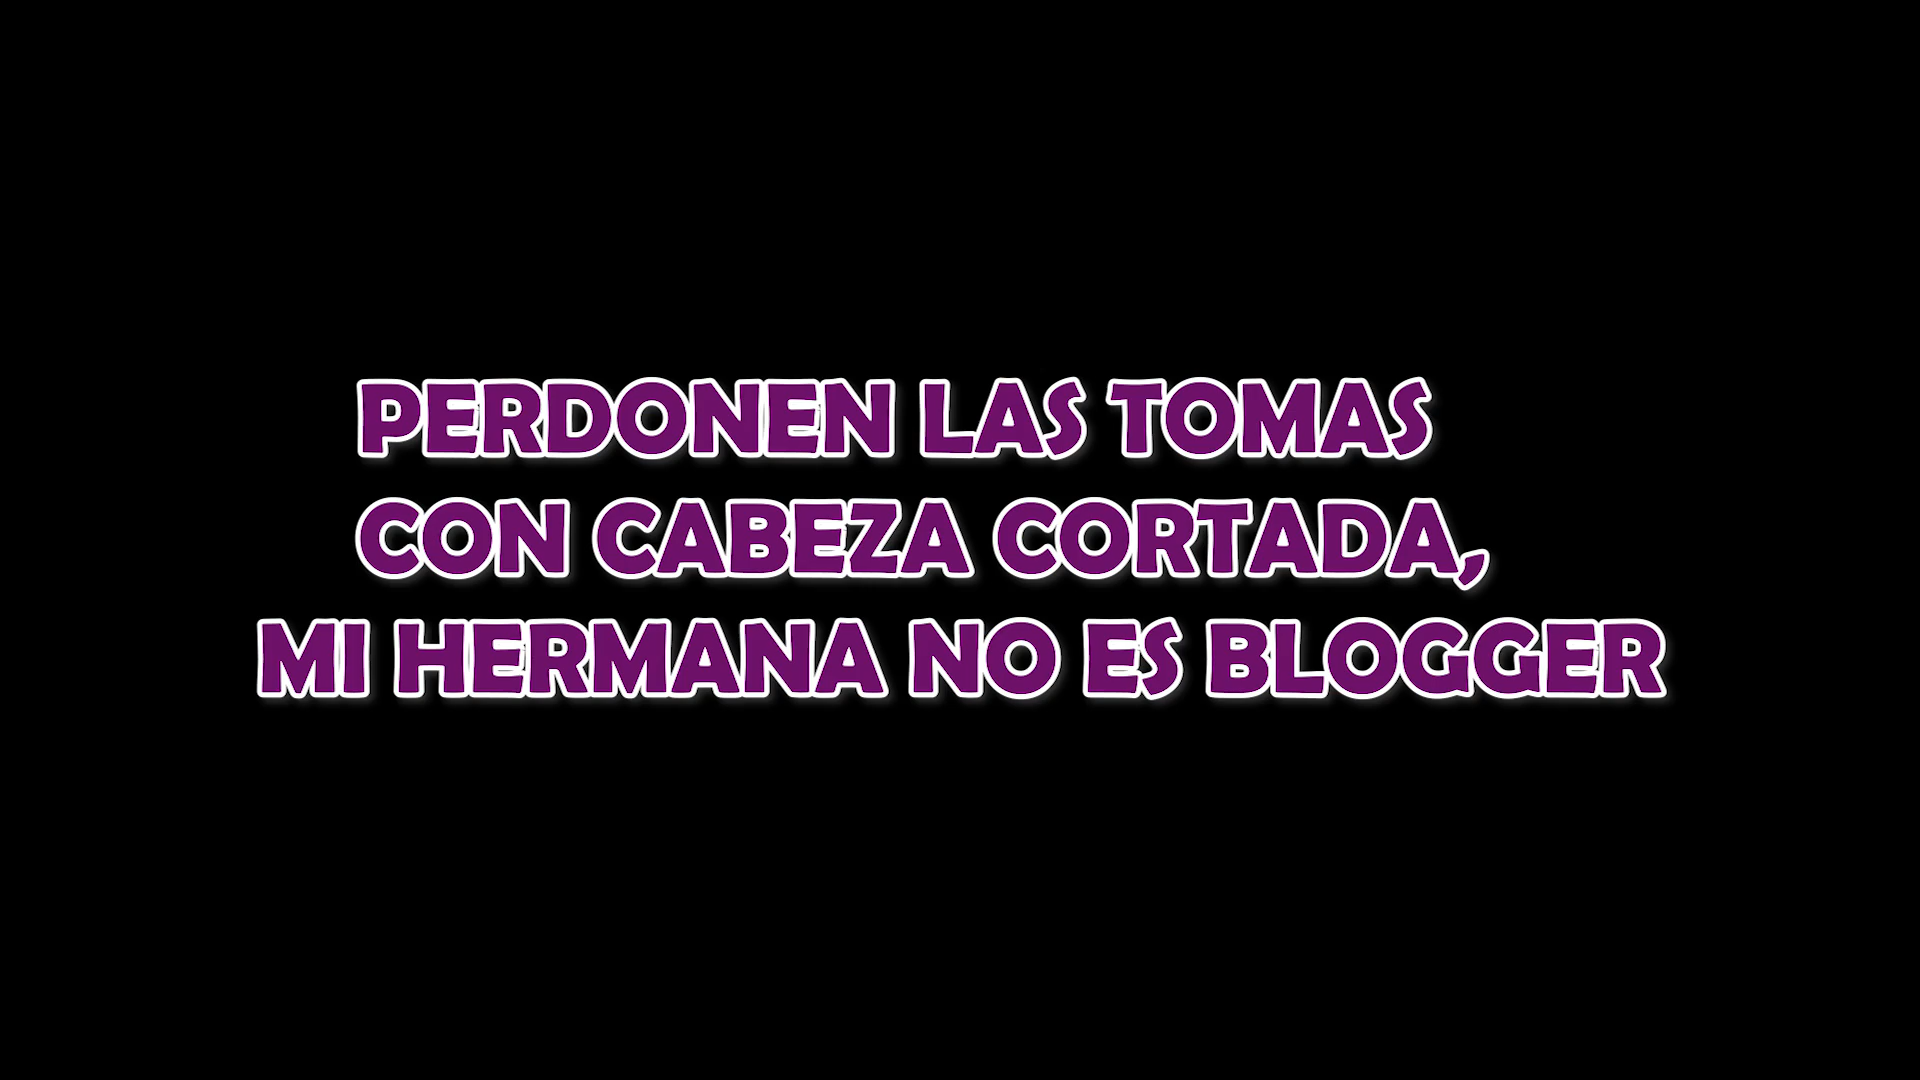 PERDONEN LAS TOMAS
CON CABEZA CORTADA,
MI HERMANA NO ES BLOGGER